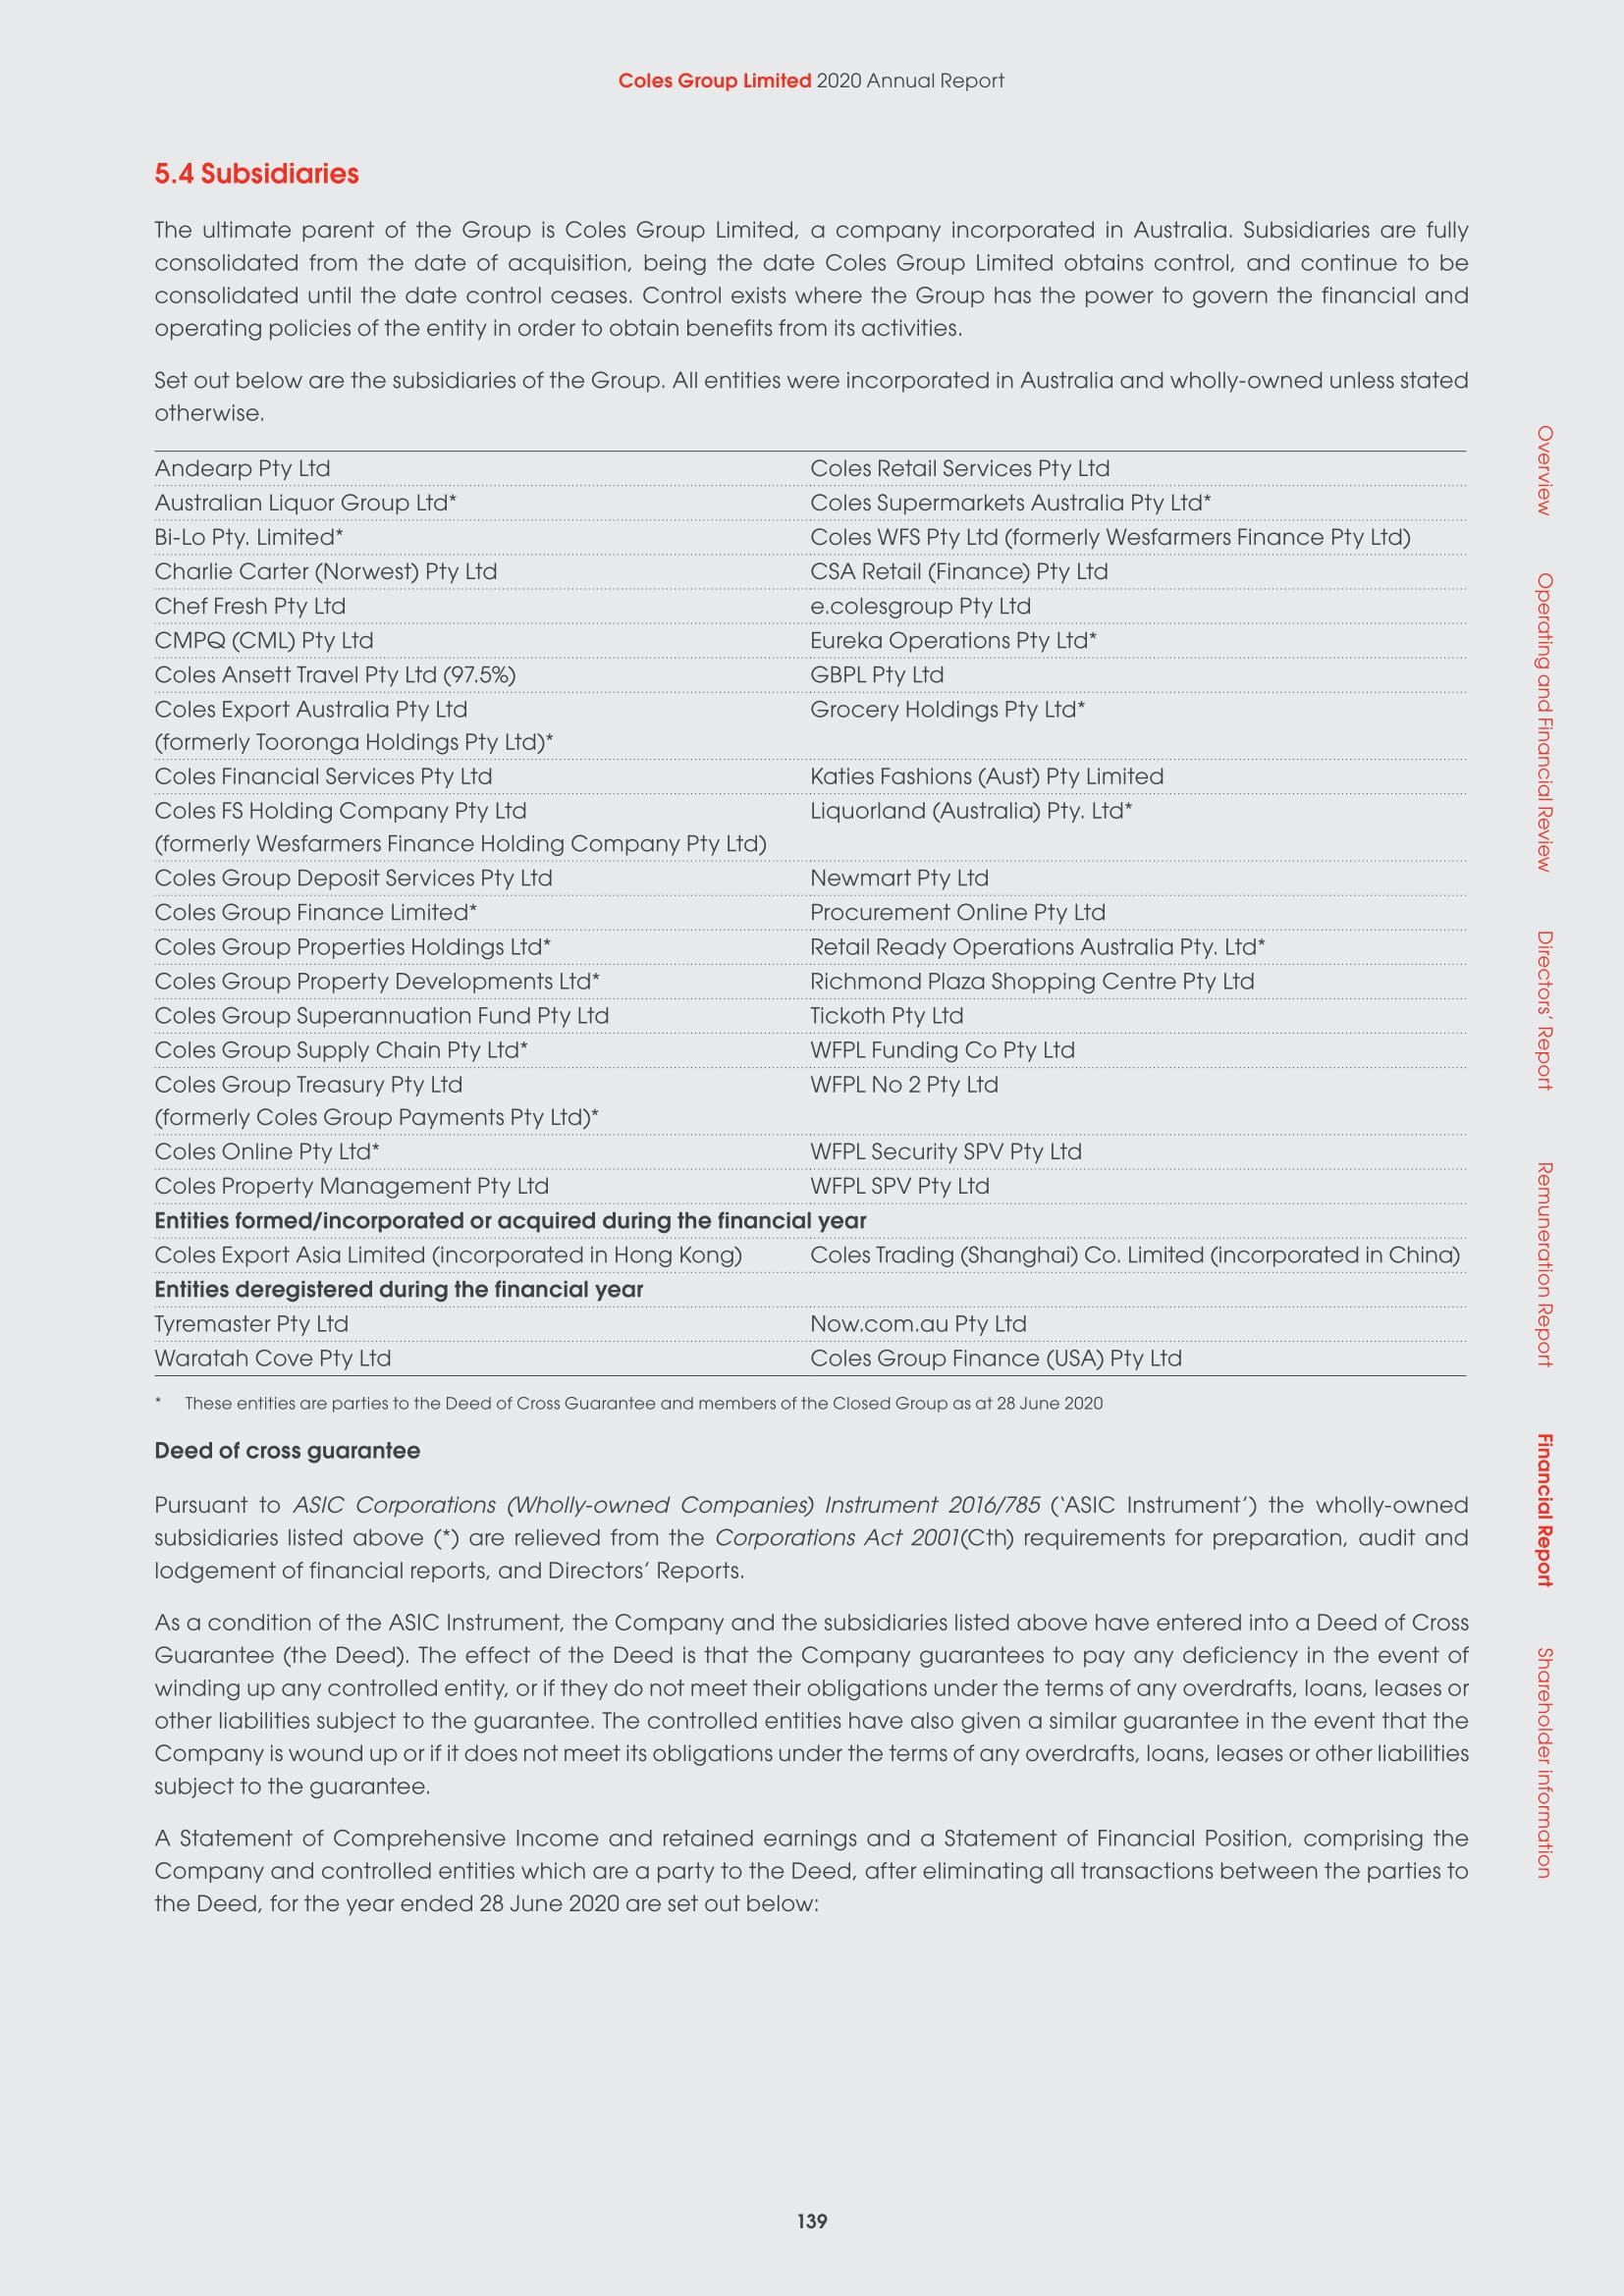 Coles Group Limited 2020 Annual Report
5.4 Subsidiaries
The ultimate parent of the Group is Coles Group Limited, a company incorporated in Australia. Subsidiaries are fully
consolidated from the date of acquisition, being the date Coles Group Limited obtains control, and continue to be
consolidated until the date control ceases. Control exists where the Group has the power to govern the financial and
operating policies of the entity in order to obtain benefits from its activities.
Set out below are the subsidiaries of the Group. All entities were incorporated in Australia and wholly-owned unless stated
otherwise.
Andearp Pty Ltd Coles Retail Services Pty Ltd
Australian Liquor Group Ltd* Coles Supermarkets Australia Pty Ltd*
Bi-Lo Pty. Limited* Coles WFS Pty Ltd (formerly Wesfarmers Finance Pty Ltd)
Charlie Carter (Norwest) Pty Ltd CSA Retail (Finance) Pty Ltd
Chef Fresh Pty Ltd e.colesgroup Pty Ltd
CMPQ (CML) Pty Ltd Eureka Operations Pty Ltd*
Coles Ansett Travel Pty Ltd (97.5%) GBPL Pty Ltd
Coles Export Australia Pty Ltd Grocery Holdings Pty Ltd*
(formerly Tooronga Holdings Pty Ltd)*
Coles Financial Services Pty Ltd Katies Fashions (Aust) Pty Limited
Coles FS Holding Company Pty Ltd Liquorland (Australia) Pty. Ltd*
(formerly Wesfarmers Finance Holding Company Pty Ltd)
Coles Group Deposit Services Pty Ltd Newmart Pty Ltd
Coles Group Finance Limited* Procurement Online Pty Ltd
Coles Group Properties Holdings Ltd* Retail Ready Operations Australia Pty. Ltd*
Coles Group Property Developments Ltd* Richmond Plaza Shopping Centre Pty Ltd
Coles Group Superannuation Fund Pty Ltd Tickoth Pty Ltd
Coles Group Supply Chain Pty Ltd* WFPL Funding Co Pty Ltd
Coles Group Treasury Pty Ltd WFPL No 2 Pty Ltd
(formerly Coles Group Payments Pty Ltd)*
Coles Online Pty Ltd* WFPL Security SPV Pty Ltd
Coles Property Management Pty Ltd WFPL SPV Pty Ltd
Entities formed/incorporated or acquired during the financial year
Coles Export Asia Limited (incorporated in Hong Kong) Coles Trading (Shanghai) Co. Limited (incorporated in China)
Entities deregistered during the financial year
Tyremaster Pty Ltd Now.com.au Pty Ltd
Waratah Cove Pty Ltd Coles Group Finance (USA) Pty Ltd
* These entities are parties to the Deed of Cross Guarantee and members of the Closed Group as at 28 June 2020
Deed of cross guarantee
Pursuant to ASIC Corporations (Wholly-owned Companies) Instrument 2016/785 (‘ASIC Instrument’) the wholly-owned
subsidiaries listed above (*) are relieved from the Corporations Act 2001(Cth) requirements for preparation, audit and
lodgement of financial reports, and Directors’ Reports.
As a condition of the ASIC Instrument, the Company and the subsidiaries listed above have entered into a Deed of Cross
Guarantee (the Deed). The effect of the Deed is that the Company guarantees to pay any deficiency in the event of
winding up any controlled entity, or if they do not meet their obligations under the terms of any overdrafts, loans, leases or
other liabilities subject to the guarantee. The controlled entities have also given a similar guarantee in the event that the
Company is wound up or if it does not meet its obligations under the terms of any overdrafts, loans, leases or other liabilities
subject to the guarantee.
A Statement of Comprehensive Income and retained earnings and a Statement of Financial Position, comprising the
Company and controlled entities which are a party to the Deed, after eliminating all transactions between the parties to
the Deed, for the year ended 28 June 2020 are set out below:
Overview
Operating and Financial Review
Directors’ Report
Remuneration Report
Financial Report
Shareholder information
139